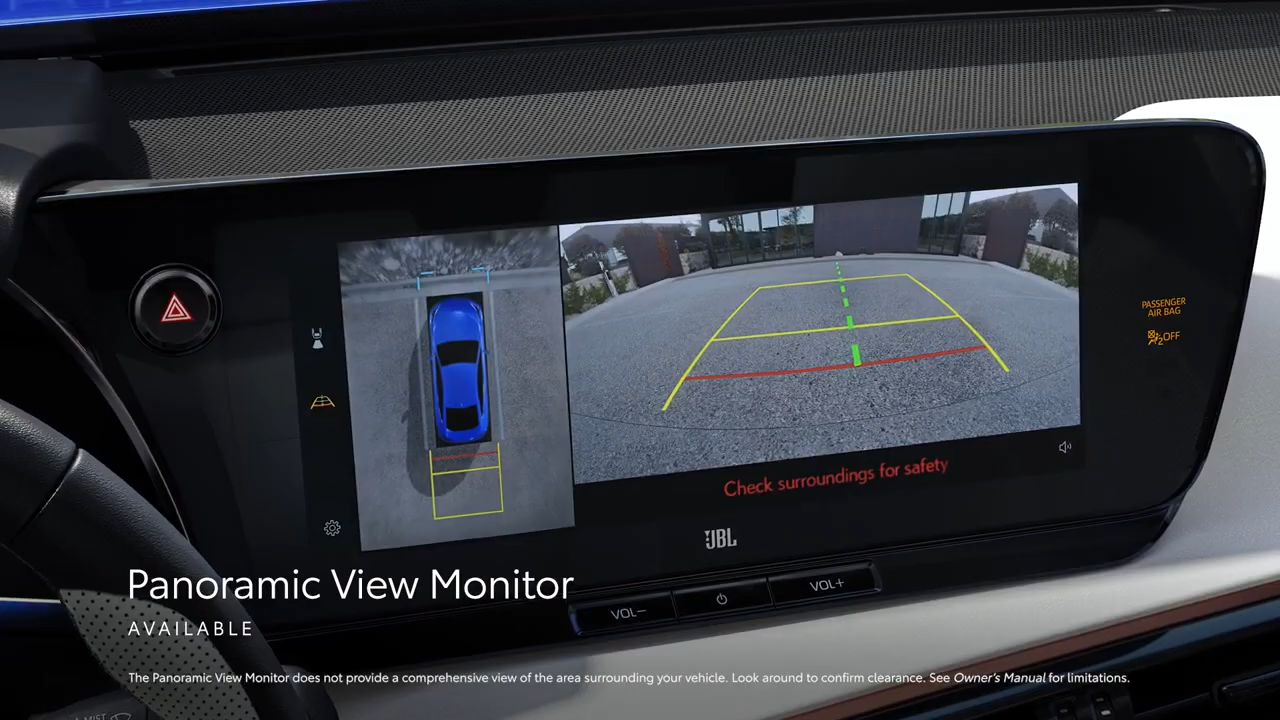 PASSENGER
AIR BAG
2 OFF
Check surroundings for safety
JBL
VOL− VOL+
Panoramic View Monitor
AVAILABLE
The Panoramic View Monitor does not provide a comprehensive view of the area surrounding your vehicle. Look around to confirm clearance. See Owner's Manual for limitations.
MIST